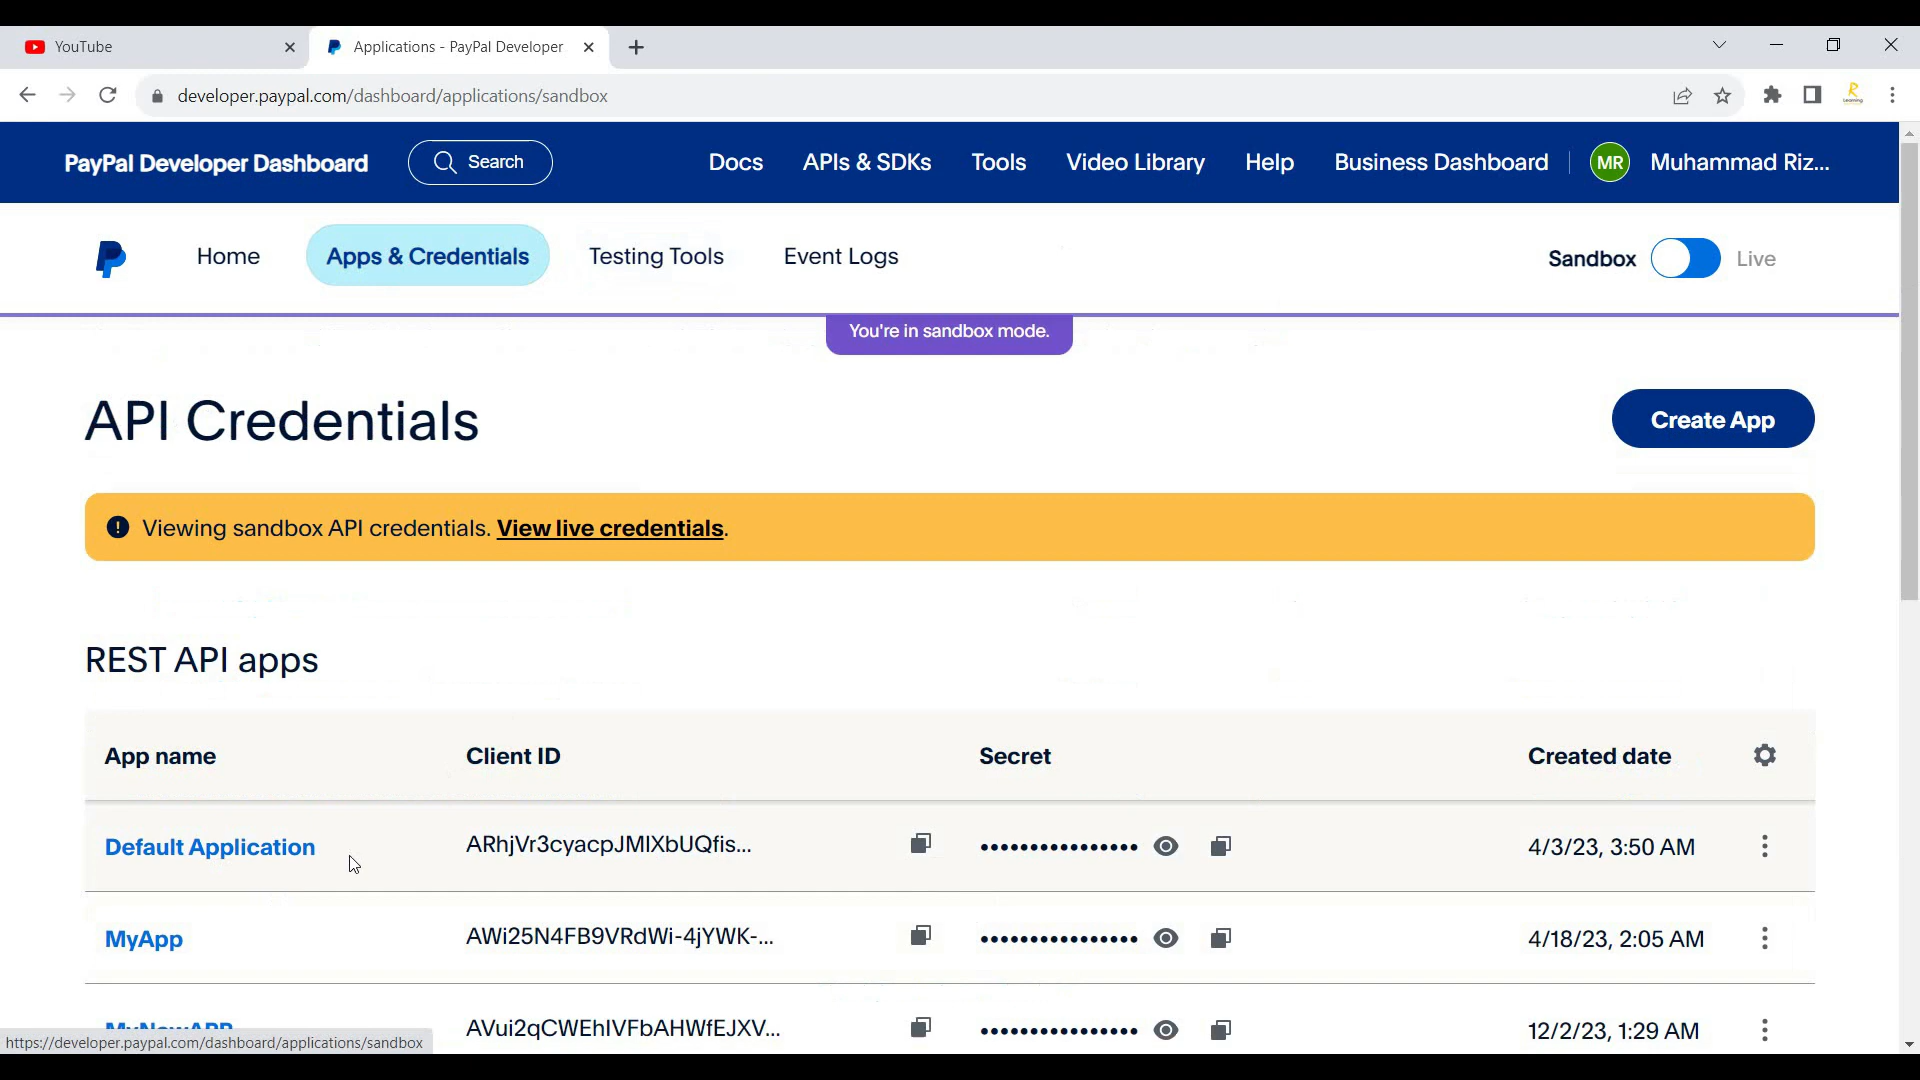 YouTube
Applications - PayPal Developer
developer.paypal.com/dashboard/applications/sandbox
PayPal Developer Dashboard
Search
Docs
APIs & SDKs
Tools
Video Library
Help
Business Dashboard
MR
Muhammad Riz...
Home
Apps & Credentials
Testing Tools
Event Logs
Sandbox
Live
You're in sandbox mode.
API Credentials
Create App
Viewing sandbox API credentials. View live credentials.
REST API apps
App name Client ID Secret Created date
Default Application ARhjVr3cyacpJMIXbUQfis... •••••••••••••••• 4/3/23, 3:50 AM
MyApp AWi25N4FB9VRdWi-4jYWK-... •••••••••••••••• 4/18/23, 2:05 AM
MyNewAPP AVui2qCWEhIVFbAHWfEJXV... •••••••••••••••• 12/2/23, 1:29 AM
https://developer.paypal.com/dashboard/applications/sandbox